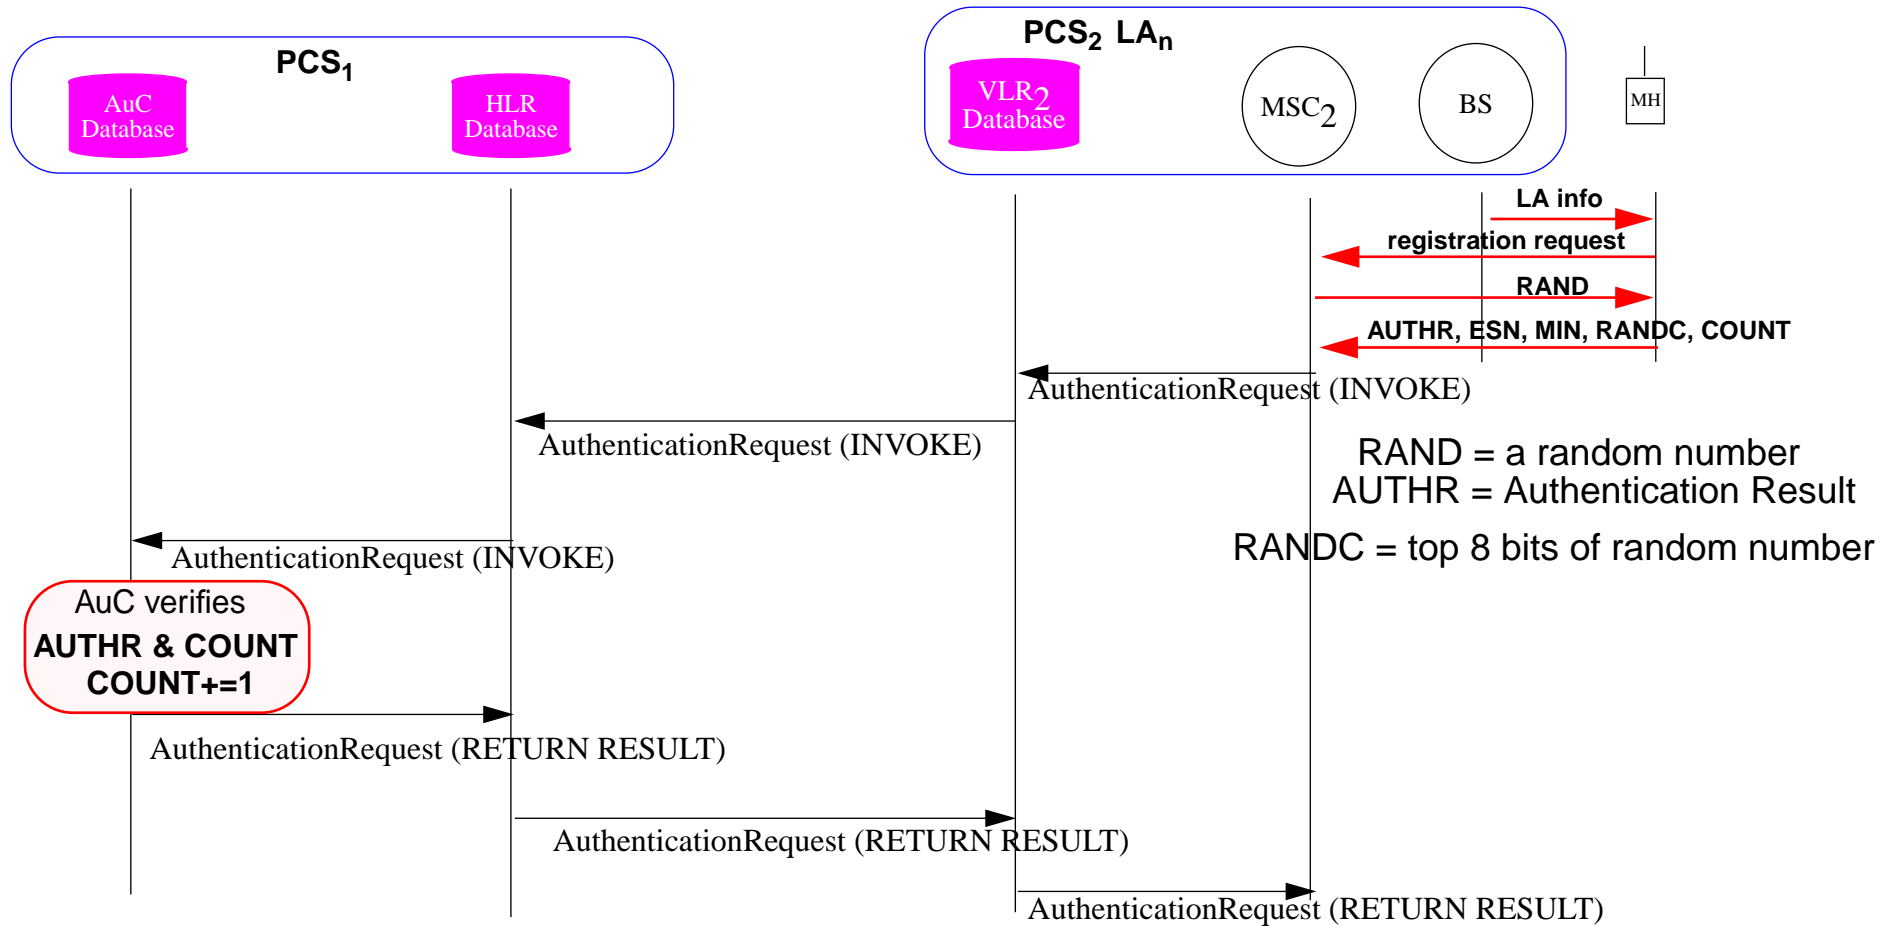 PCS1
AuC
Database
HLR
Database
PCS2 LAn
VLR2
Database
MSC2
BS
MH
LA info
registration request
RAND
AUTHR, ESN, MIN, RANDC, COUNT
AuthenticationRequest (INVOKE)
AuthenticationRequest (INVOKE)
RAND = a random number
AUTHR = Authentication Result
RANDC = top 8 bits of random number
AuthenticationRequest (INVOKE)
AuC verifies
AUTHR & COUNT
COUNT+=1
AuthenticationRequest (RETURN RESULT)
AuthenticationRequest (RETURN RESULT)
AuthenticationRequest (RETURN RESULT)